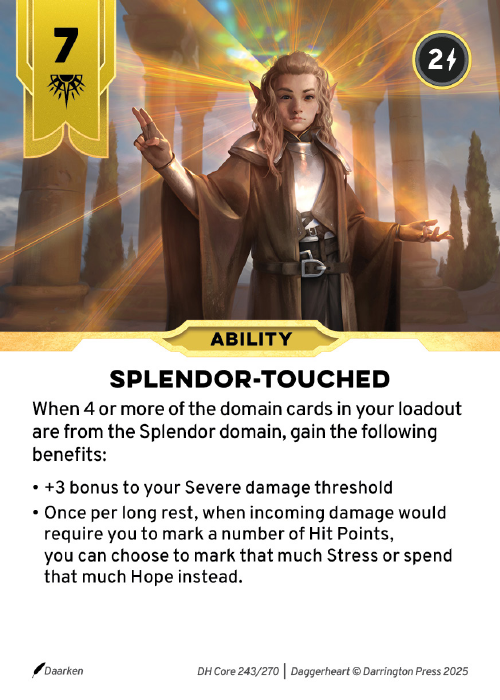 7
2
ABILITY
SPLENDOR-TOUCHED
When 4 or more of the domain cards in your loadout
are from the Splendor domain, gain the following
benefits:
• +3 bonus to your Severe damage threshold
• Once per long rest, when incoming damage would
require you to mark a number of Hit Points,
you can choose to mark that much Stress or spend
that much Hope instead.
Daarken
DH Core 243/270 | Daggerheart © Darrington Press 2025